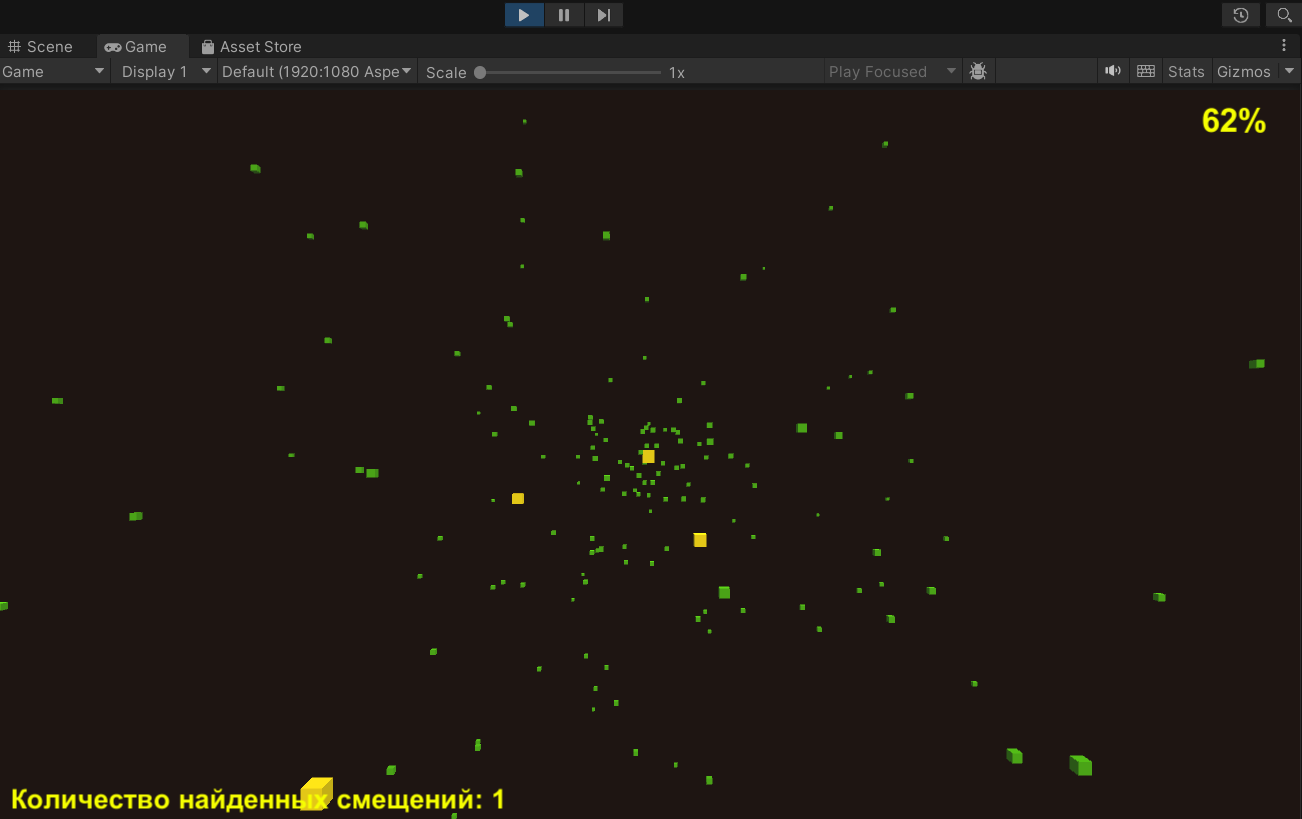 Scene Game Asset Store
Game Display 1 Default (1920:1080 Aspe Scale 1x Play Focused Stats Gizmos
62%
Количество найденных смещений: 1